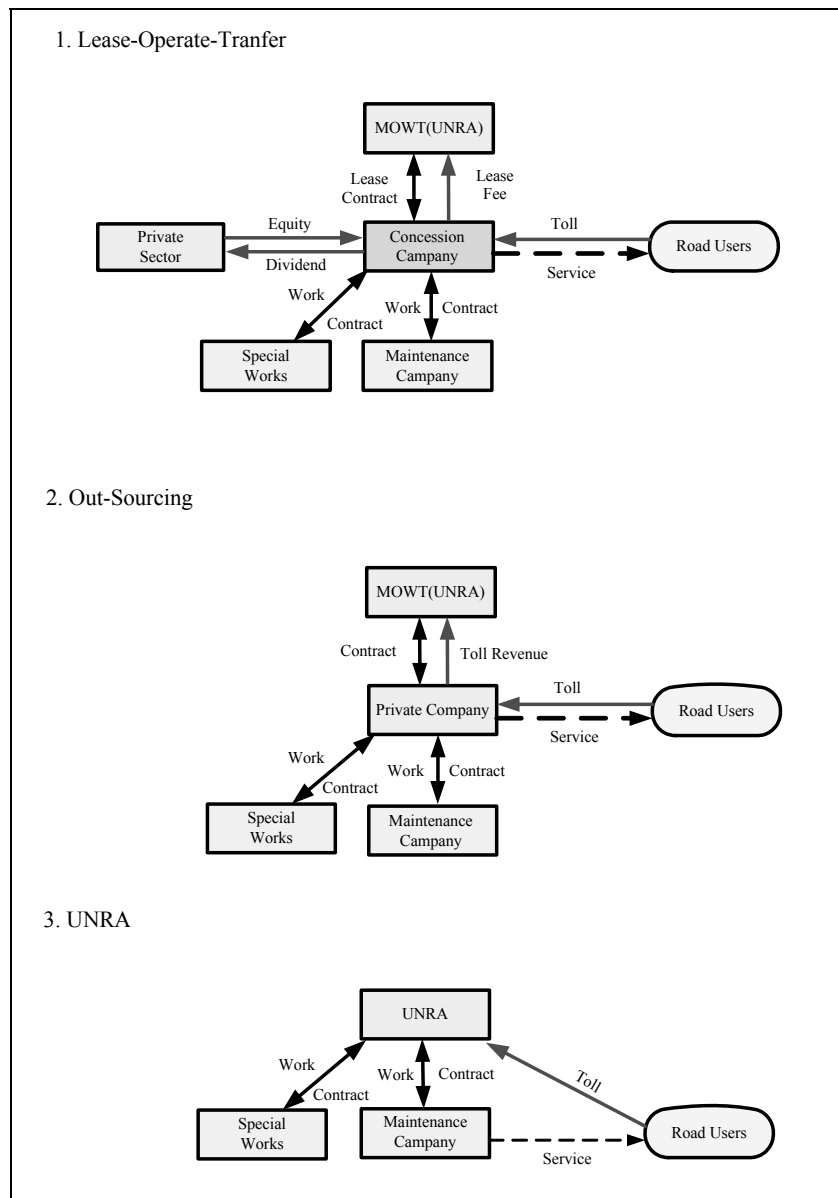 1. Lease-Operate-Tranfer
MOWT(UNRA)
Lease
Contract
Lease
Fee
Private
Sector
Equity
Dividend
Concession
Company
Toll
Service
Road Users
Work
Contract
Work
Contract
Special
Works
Maintenance
Campany
2. Out-Sourcing
MOWT(UNRA)
Contract
Toll Revenue
Private Company
Toll
Service
Road Users
Work
Contract
Work
Contract
Special
Works
Maintenance
Campany
3. UNRA
UNRA
Work
Contract
Work
Contract
Toll
Special
Works
Maintenance
Campany
Service
Road Users